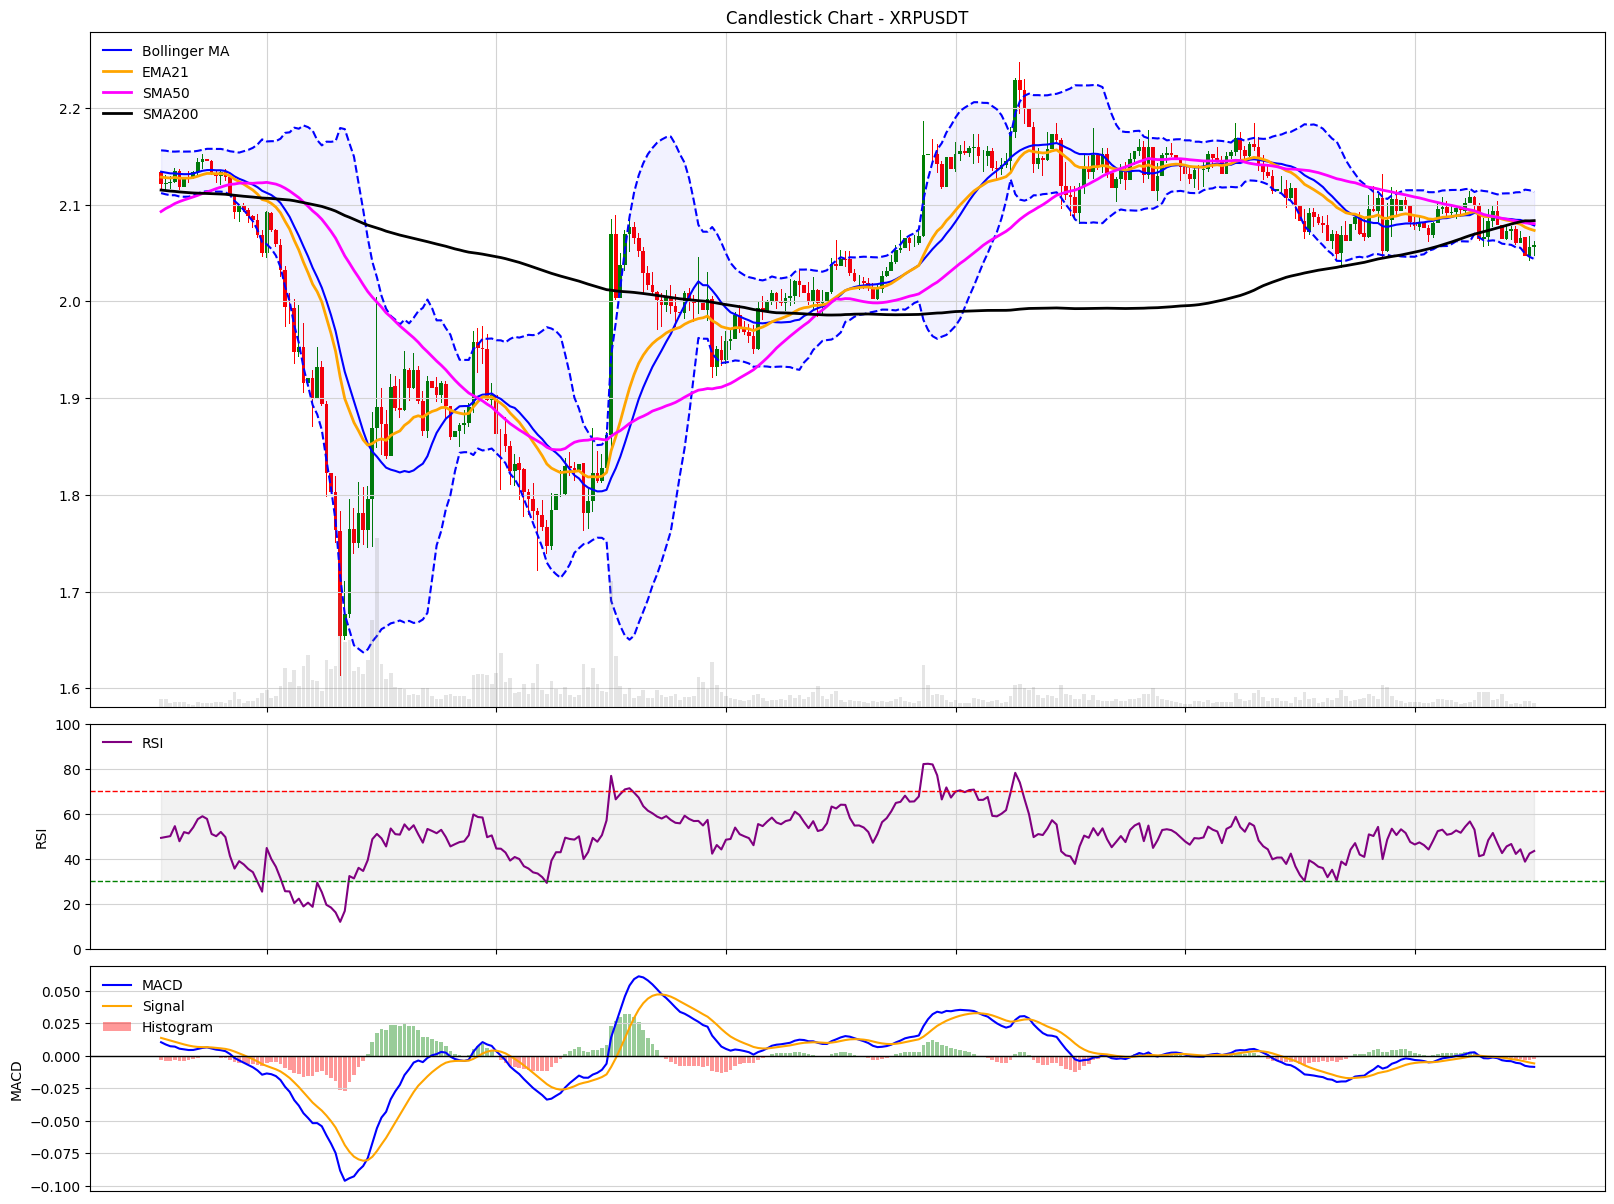 Candlestick Chart - XRPUSDT
Bollinger MA
EMA21
SMA50
SMA200
2.2
2.1
2.0
1.9
1.8
1.7
1.6
100
80
60
40
20
0
RSI
RSI
0.050
0.025
0.000
−0.025
−0.050
−0.075
−0.100
MACD
MACD
Signal
Histogram